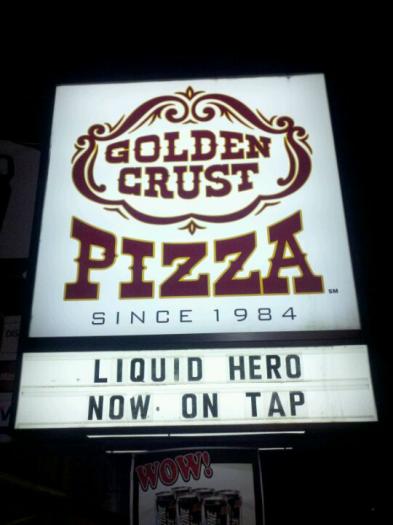 GOLDEN
CRUST
PIZZA
SM
SINCE 1984
LIQUID HERO
NOW· ON TAP
WOW!